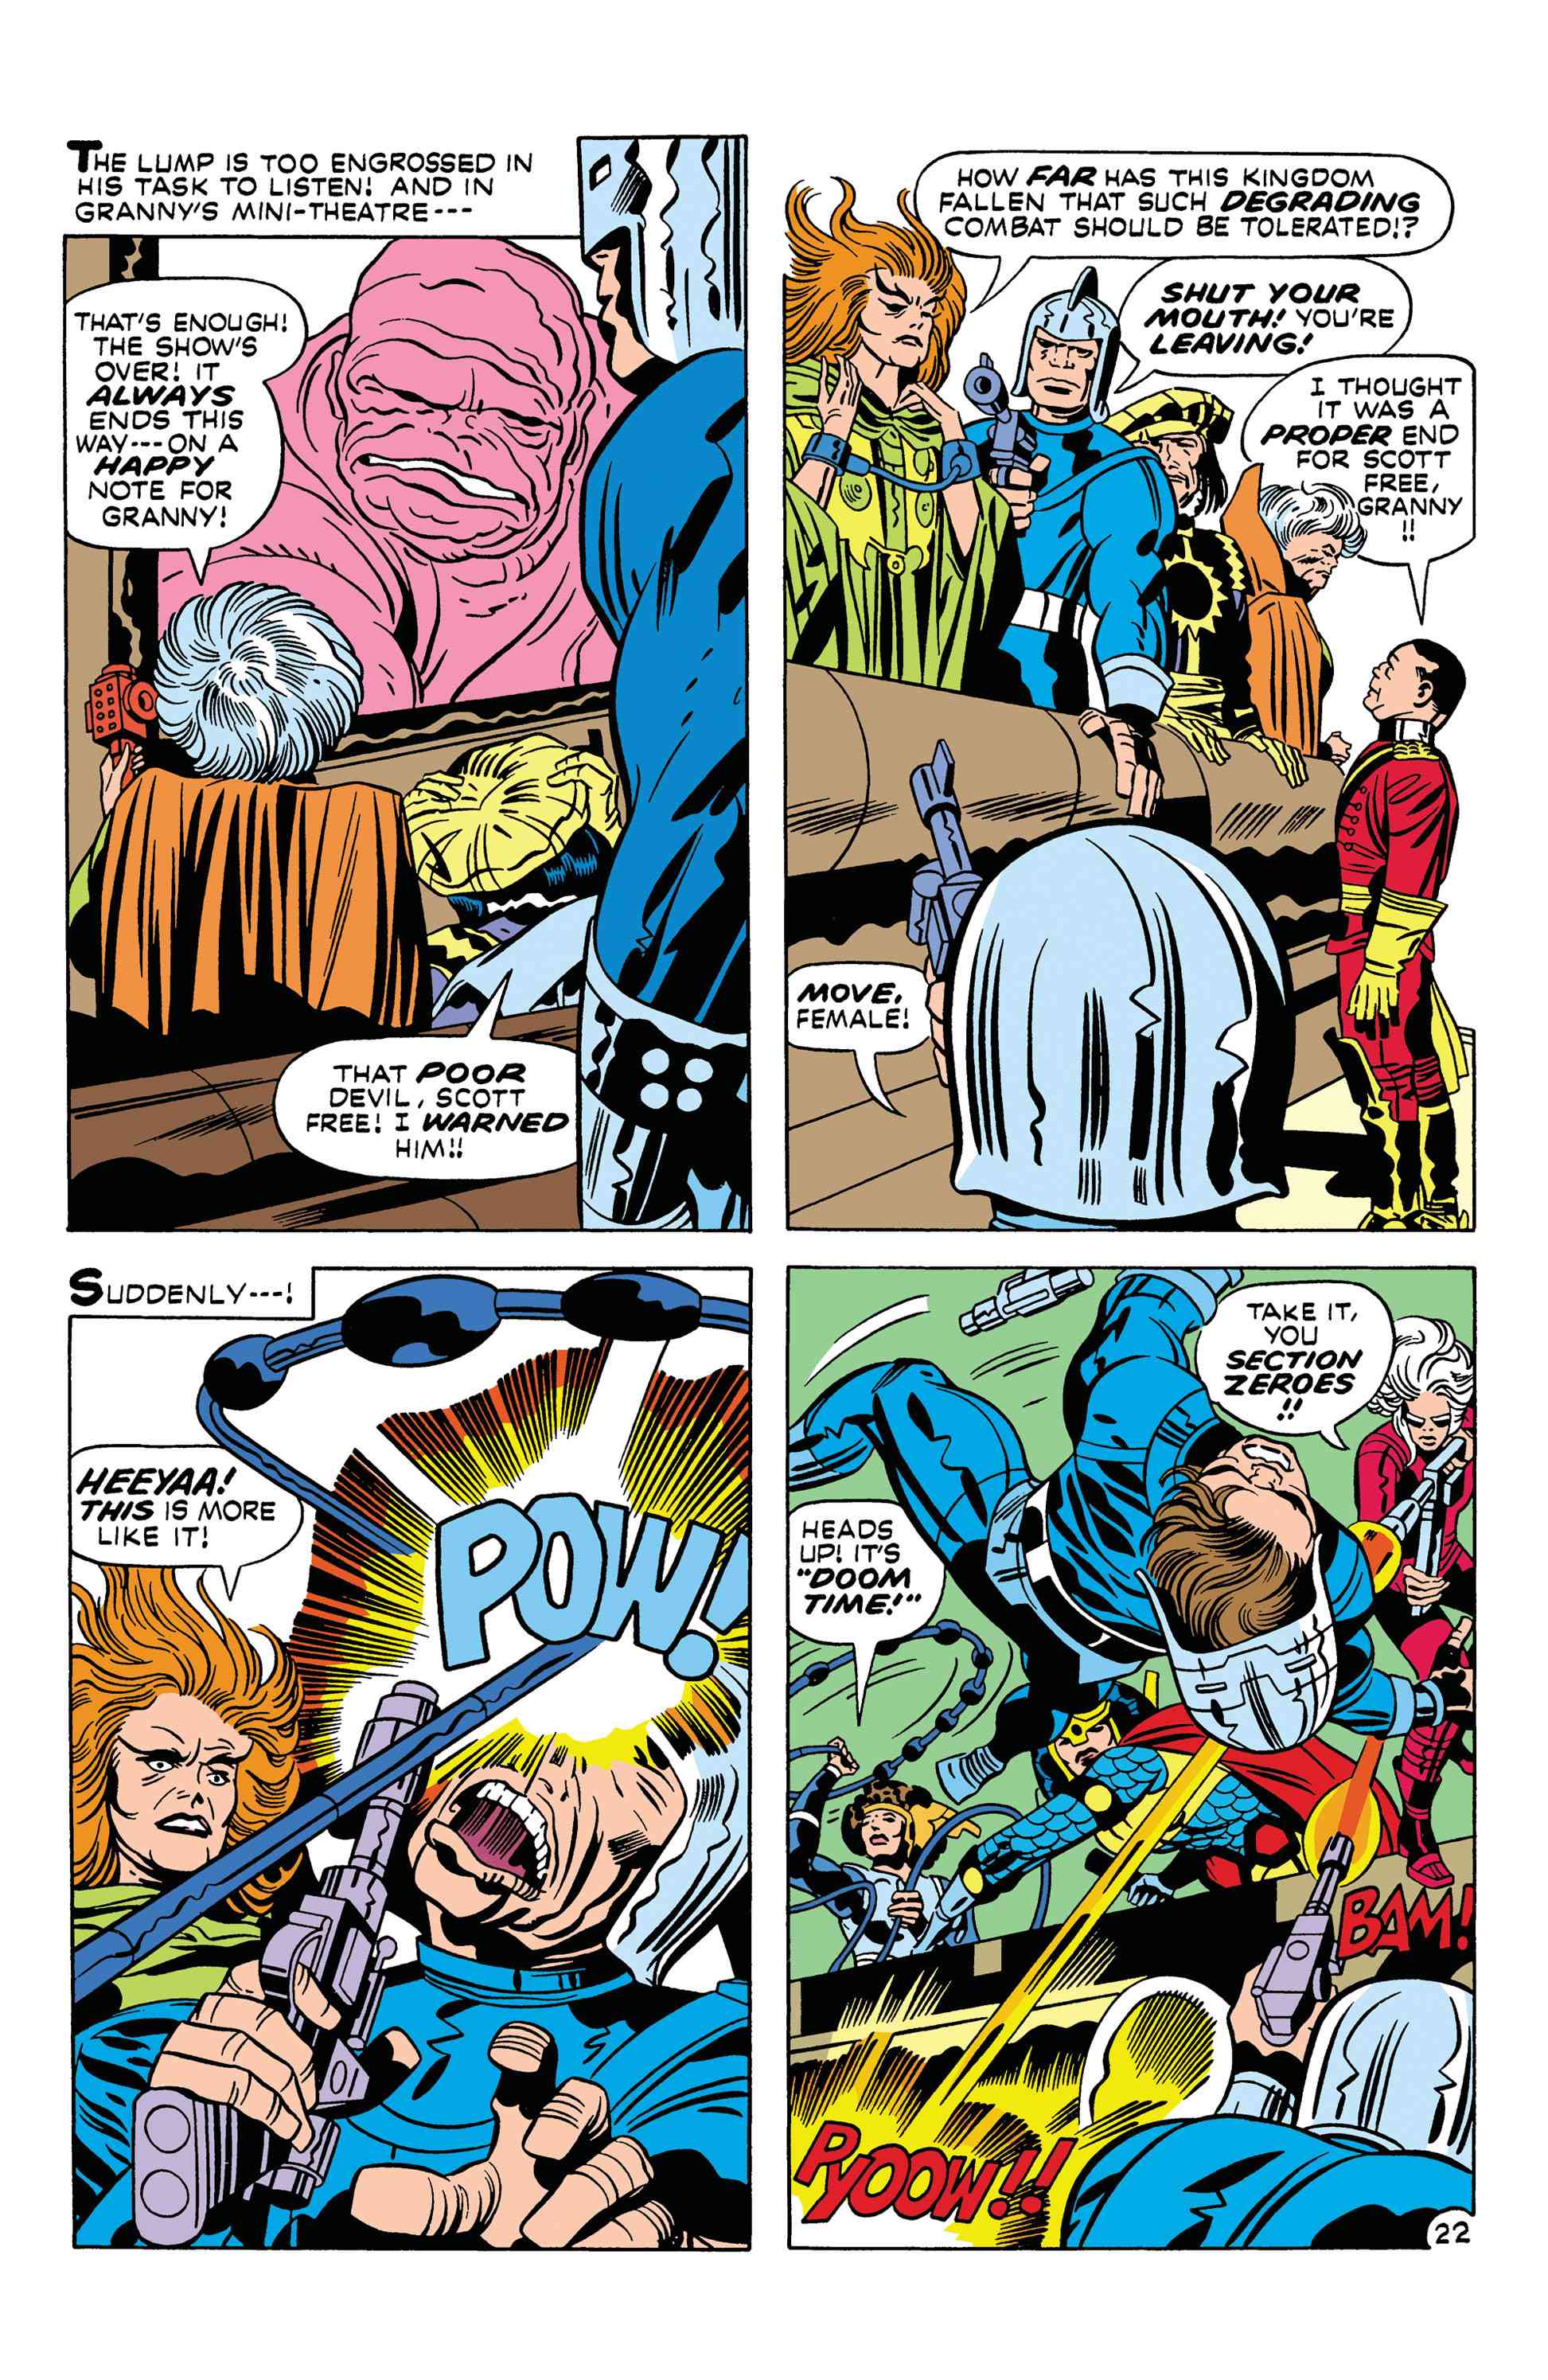 THE LUMP IS TOO ENGROSSED IN
HIS TASK TO LISTEN! AND IN
GRANNY'S MINI-THEATRE---
THAT'S ENOUGH!
THE SHOW'S
OVER! IT
ALWAYS
ENDS THIS
WAY---ON A
HAPPY
NOTE FOR
GRANNY!
THAT POOR
DEVIL, SCOTT
FREE! I WARNED
HIM!!
HOW FAR HAS THIS KINGDOM
FALLEN THAT SUCH DEGRADING
COMBAT SHOULD BE TOLERATED!?
SHUT YOUR
MOUTH! YOU'RE
LEAVING!
I THOUGHT
IT WAS A
PROPER END
FOR SCOTT
FREE,
GRANNY
!!
MOVE,
FEMALE!
SUDDENLY---!
HEEYAA!
THIS IS MORE
LIKE IT!
POW!
TAKE IT,
YOU
SECTION
ZEROES
!!
HEADS
UP! IT'S
"DOOM
TIME!"
BAM!
PYOOW!!
22